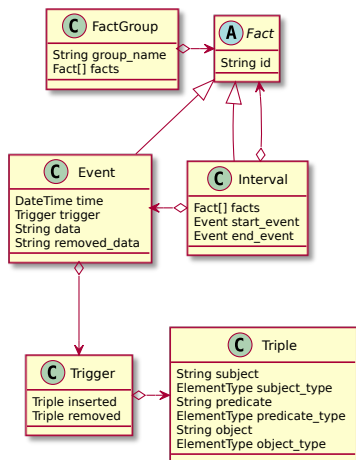 C FactGroup
String group_name
Fact[] facts
A Fact
String id
C Event
DateTime time
Trigger trigger
String data
String removed_data
C Interval
Fact[] facts
Event start_event
Event end_event
C Trigger
Triple inserted
Triple removed
C Triple
String subject
ElementType subject_type
String predicate
ElementType predicate_type
String object
ElementType object_type